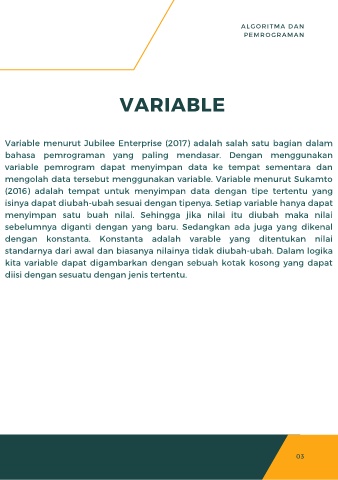 ALGORITMA DAN
PEMROGRAMAN
VARIABLE
Variable menurut Jubilee Enterprise (2017) adalah salah satu bagian dalam
bahasa pemrograman yang paling mendasar. Dengan menggunakan
variable pemrogram dapat menyimpan data ke tempat sementara dan
mengolah data tersebut menggunakan variable. Variable menurut Sukamto
(2016) adalah tempat untuk menyimpan data dengan tipe tertentu yang
isinya dapat diubah-ubah sesuai dengan tipenya. Setiap variable hanya dapat
menyimpan satu buah nilai. Sehingga jika nilai itu diubah maka nilai
sebelumnya diganti dengan yang baru. Sedangkan ada juga yang dikenal
dengan konstanta. Konstanta adalah varable yang ditentukan nilai
standarnya dari awal dan biasanya nilainya tidak diubah-ubah. Dalam logika
kita variable dapat digambarkan dengan sebuah kotak kosong yang dapat
diisi dengan sesuatu dengan jenis tertentu.
03